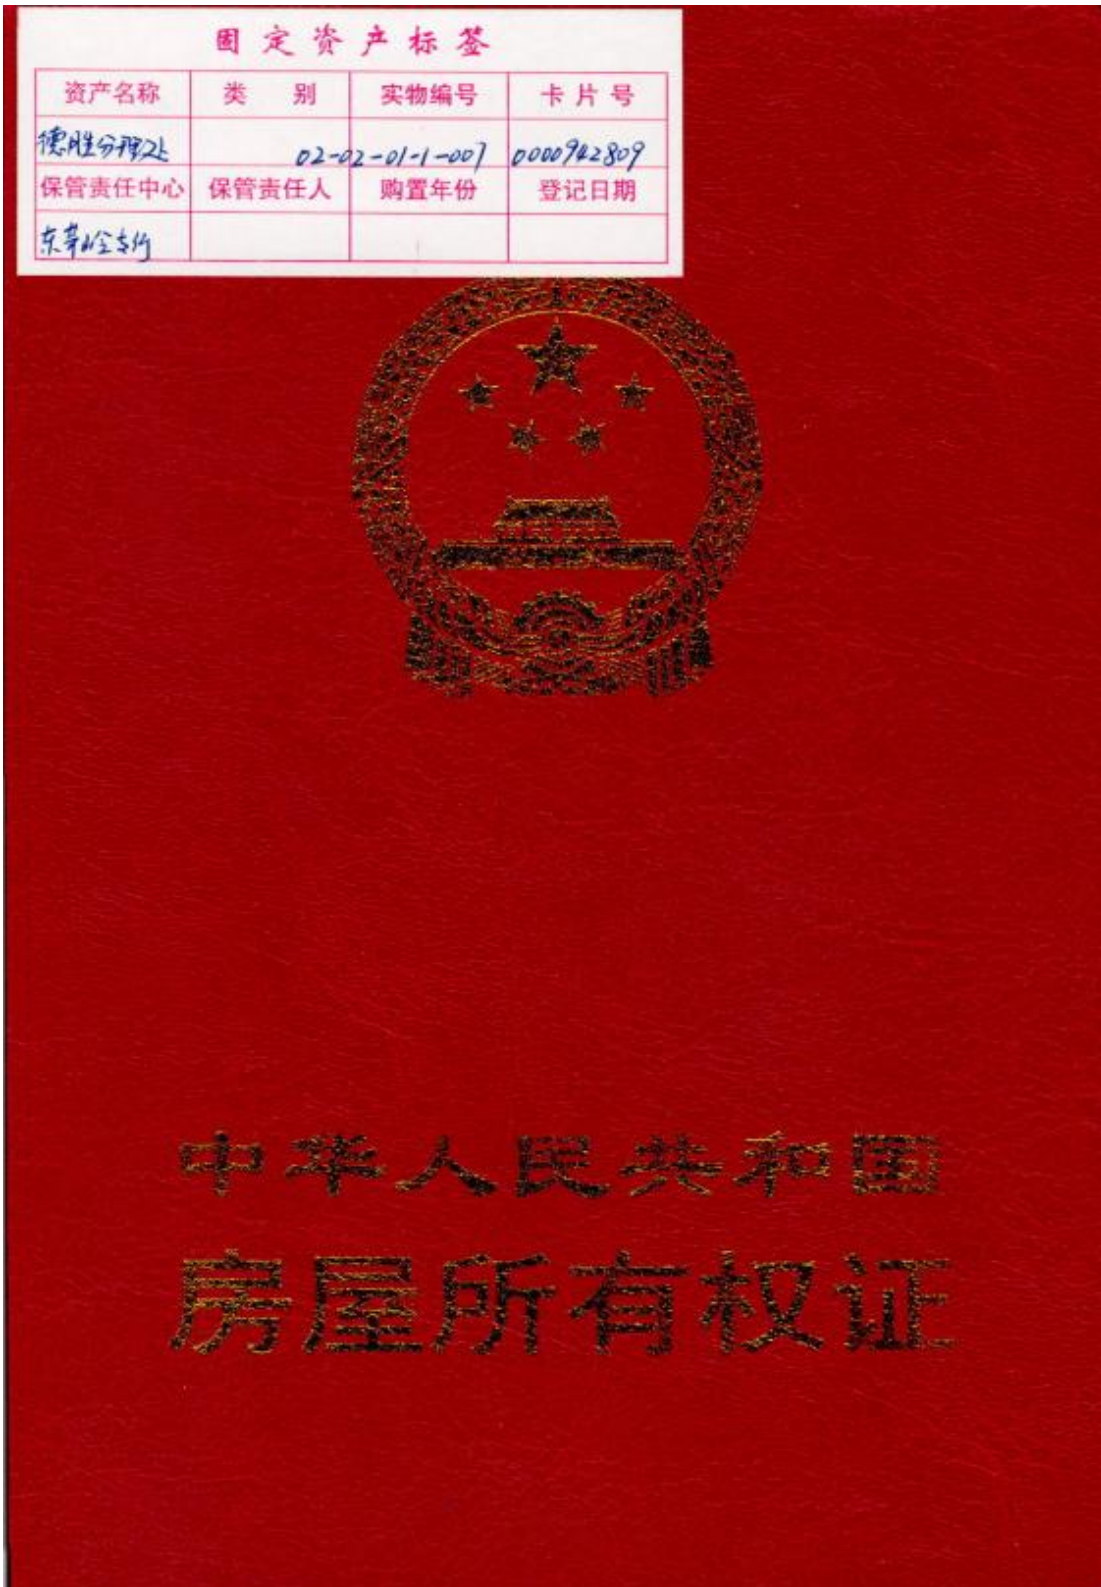 固定资产标签
资产名称 类 别 实物编号 卡片号
德胜分理处 02-02-01-1-007 0000942809
保管责任中心 保管责任人 购置年份 登记日期
支行
中华人民共和国
房屋所有权证